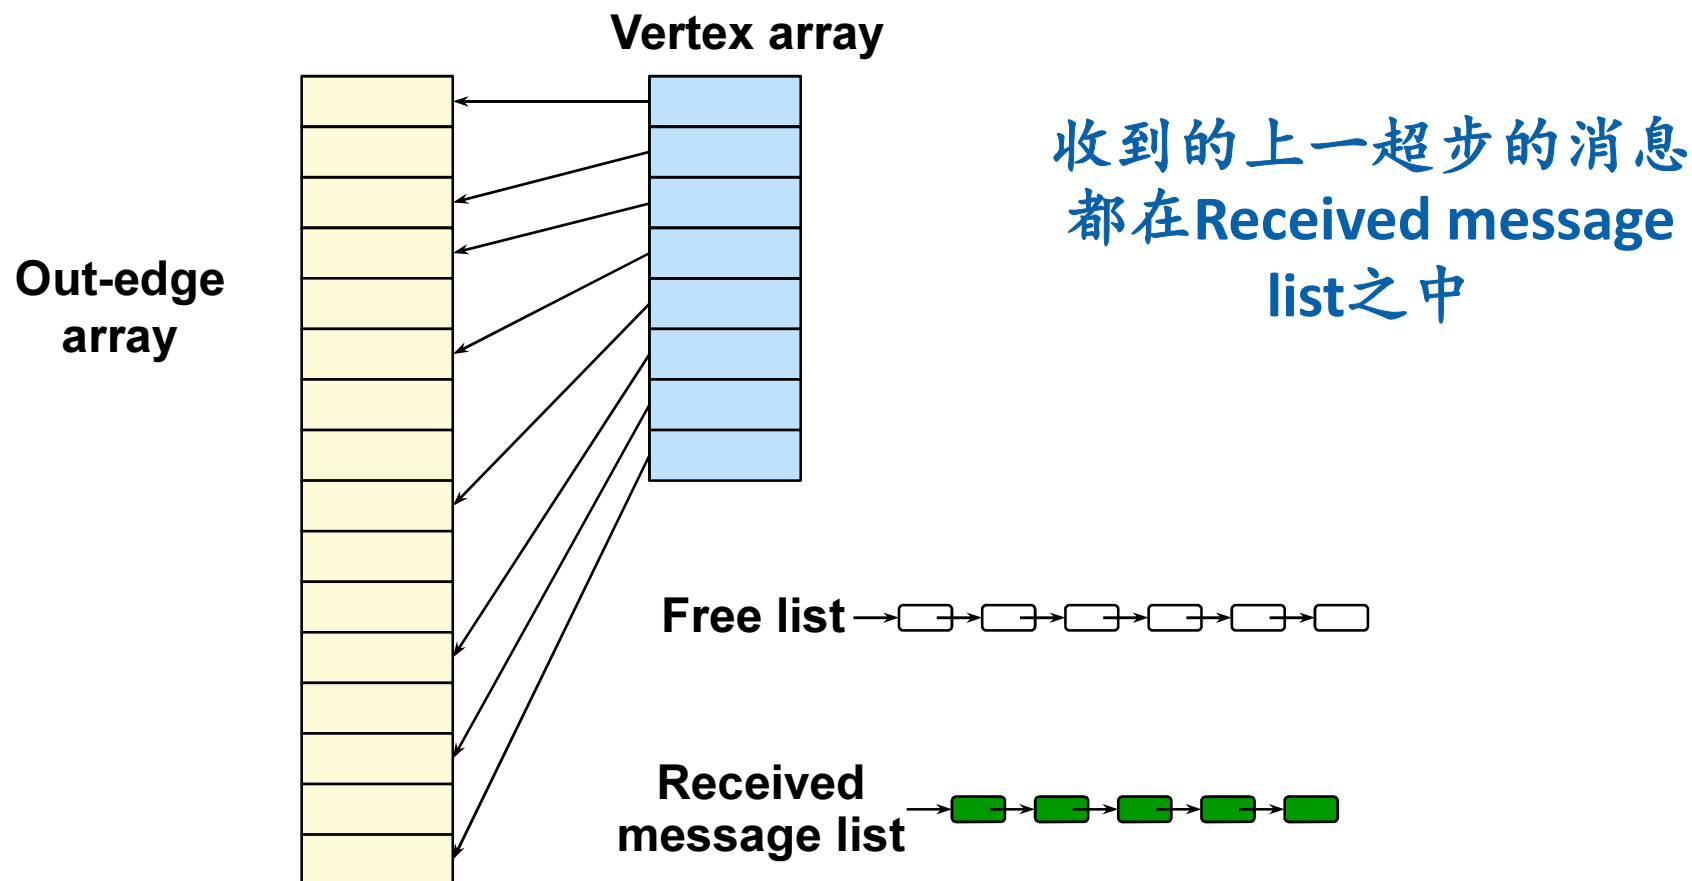 Vertex array
收到的上一超步的消息
都在Received message
list之中
Out-edge
array
Free list
Received
message list